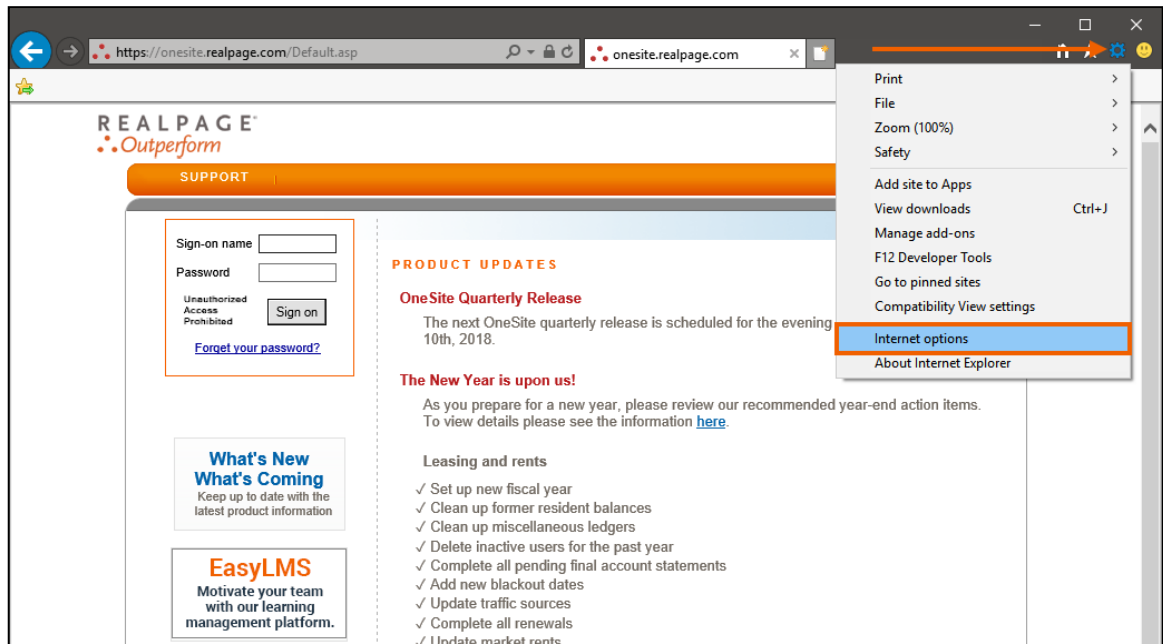 https://onesite.realpage.com/Default.asp
onesite.realpage.com
Print
File
Zoom (100%)
Safety
Add site to Apps
View downloads Ctrl+J
Manage add-ons
F12 Developer Tools
Go to pinned sites
Compatibility View settings
Internet options
About Internet Explorer
REALPAGE
Outperform
SUPPORT
Sign-on name
Password
Unauthorized
Access
Prohibited
Sign on
Forget your password?
What's New
What's Coming
Keep up to date with the
latest product information
EasyLMS
Motivate your team
with our learning
management platform.
PRODUCT UPDATES
OneSite Quarterly Release
The next OneSite quarterly release is scheduled for the evening
10th, 2018.
The New Year is upon us!
As you prepare for a new year, please review our recommended year-end action items.
To view details please see the information here.
Leasing and rents
✓ Set up new fiscal year
✓ Clean up former resident balances
✓ Clean up miscellaneous ledgers
✓ Delete inactive users for the past year
✓ Complete all pending final account statements
✓ Add new blackout dates
✓ Update traffic sources
✓ Complete all renewals
✓ Update market rents